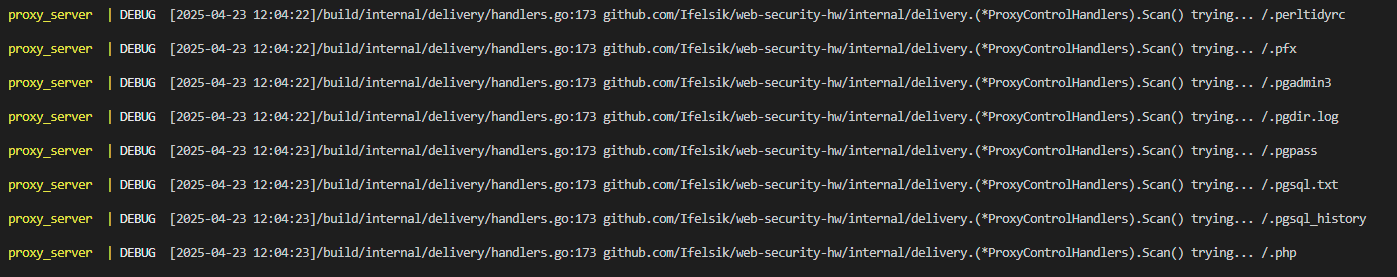 proxy_server  | DEBUG  [2025-04-23 12:04:22]/build/internal/delivery/handlers.go:173 github.com/Ifelsik/web-security-hw/internal/delivery.(*ProxyControlHandlers).Scan() trying... /.perltidyrc
proxy_server  | DEBUG  [2025-04-23 12:04:22]/build/internal/delivery/handlers.go:173 github.com/Ifelsik/web-security-hw/internal/delivery.(*ProxyControlHandlers).Scan() trying... /.pfx
proxy_server  | DEBUG  [2025-04-23 12:04:22]/build/internal/delivery/handlers.go:173 github.com/Ifelsik/web-security-hw/internal/delivery.(*ProxyControlHandlers).Scan() trying... /.pgadmin3
proxy_server  | DEBUG  [2025-04-23 12:04:22]/build/internal/delivery/handlers.go:173 github.com/Ifelsik/web-security-hw/internal/delivery.(*ProxyControlHandlers).Scan() trying... /.pgdir.log
proxy_server  | DEBUG  [2025-04-23 12:04:23]/build/internal/delivery/handlers.go:173 github.com/Ifelsik/web-security-hw/internal/delivery.(*ProxyControlHandlers).Scan() trying... /.pgpass
proxy_server  | DEBUG  [2025-04-23 12:04:23]/build/internal/delivery/handlers.go:173 github.com/Ifelsik/web-security-hw/internal/delivery.(*ProxyControlHandlers).Scan() trying... /.pgsql.txt
proxy_server  | DEBUG  [2025-04-23 12:04:23]/build/internal/delivery/handlers.go:173 github.com/Ifelsik/web-security-hw/internal/delivery.(*ProxyControlHandlers).Scan() trying... /.pgsql_history
proxy_server  | DEBUG  [2025-04-23 12:04:23]/build/internal/delivery/handlers.go:173 github.com/Ifelsik/web-security-hw/internal/delivery.(*ProxyControlHandlers).Scan() trying... /.php